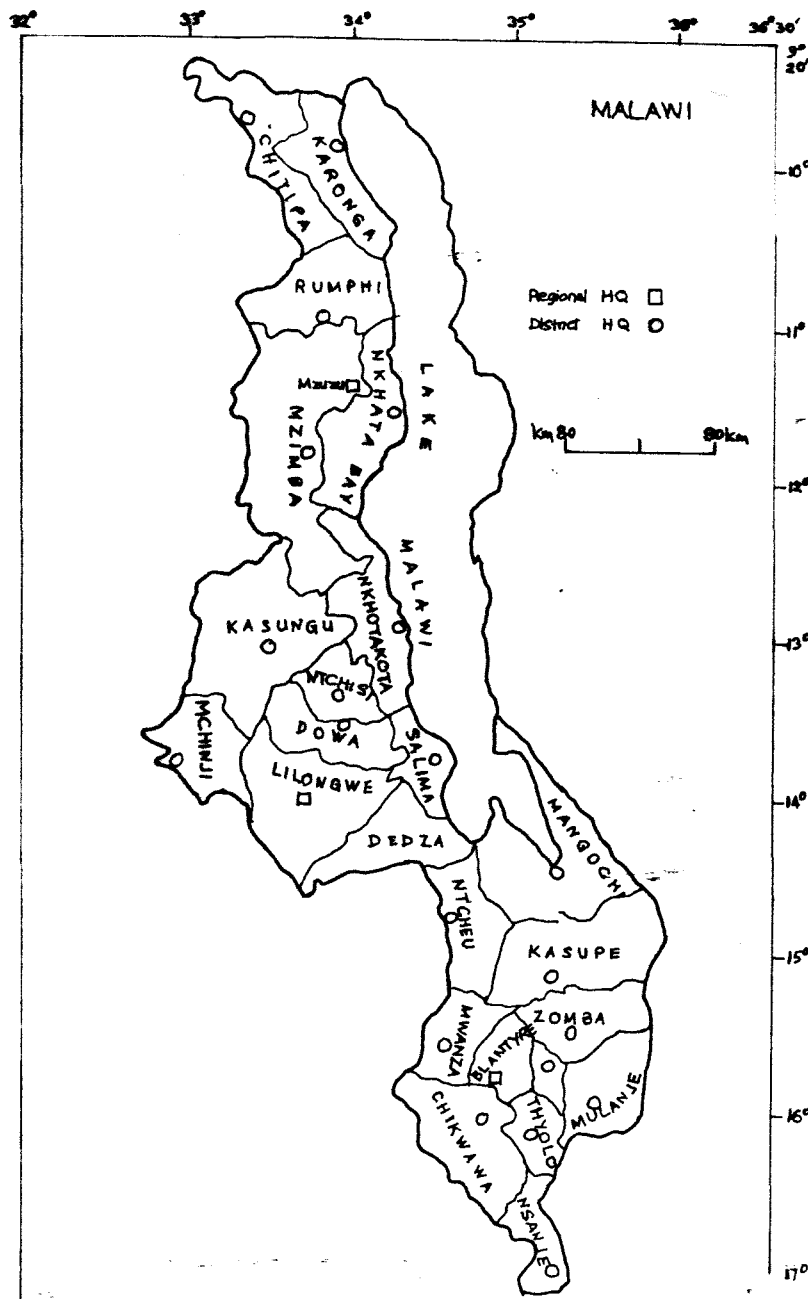 32° 33° 34° 35° 36° 36°30'
9°
20'
MALAWI
CHITIPA
KARONGA
10°
RUMPHI
Regional HQ
District HQ
11°
Mzuzu
NKHATA BAY
LAKE
MZIMBA
km 80 80km
12°
MALAWI
NKHOTAKOTA
KASUNGU
13°
NTCHISI
MCHINJI
DOWA
SALIMA
LILONGWE
14°
MANGOCHI
DEDZA
NTCHEU
KASUPE
15°
ZOMBA
MWANZA
BLANTYRE
MULANJE
THYOLO
16°
CHIKWAWA
NSANJE
17°